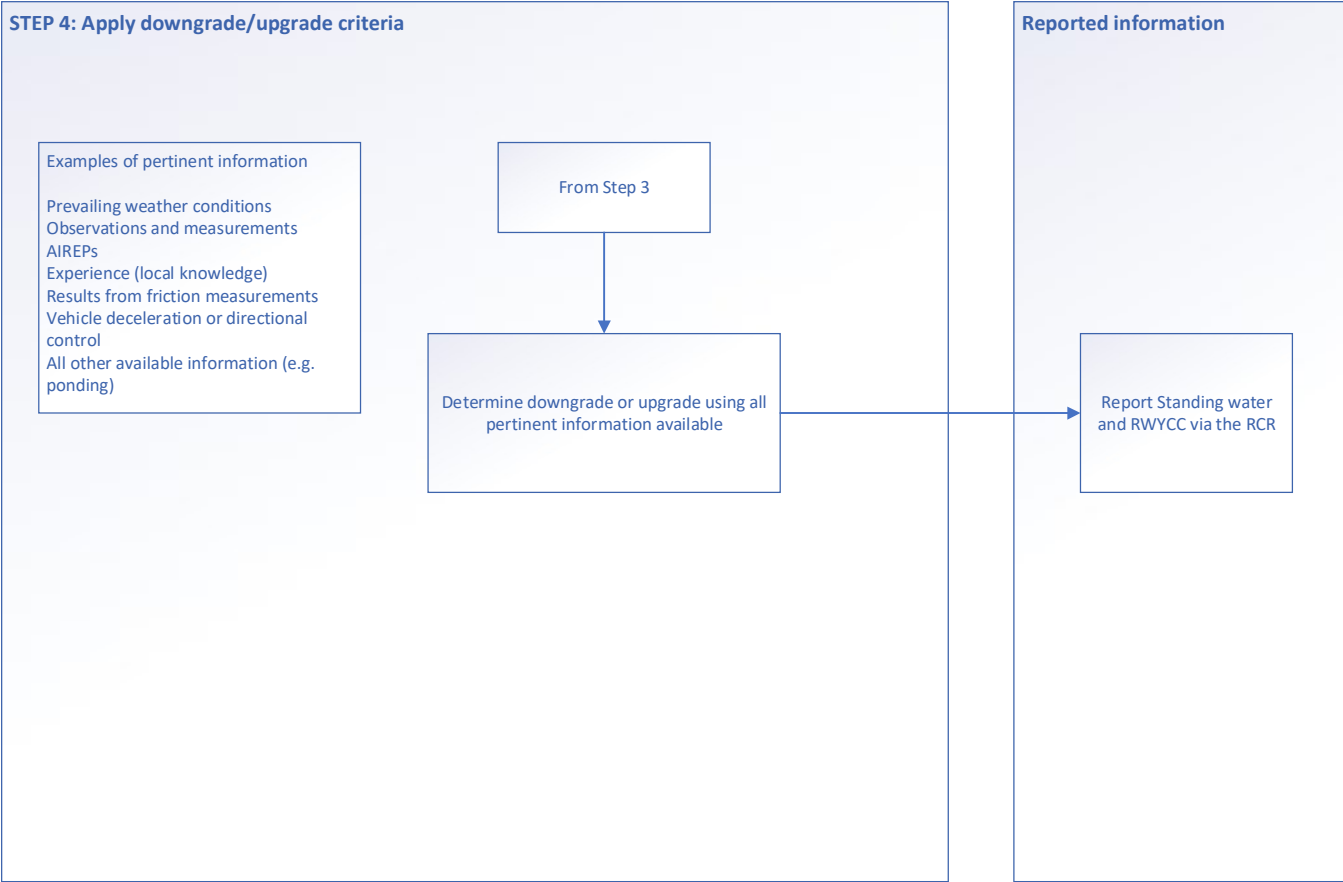 STEP 4: Apply downgrade/upgrade criteria
Reported information
Examples of pertinent information
Prevailing weather conditions
Observations and measurements
AIREPs
Experience (local knowledge)
Results from friction measurements
Vehicle deceleration or directional
control
All other available information (e.g.
ponding)
From Step 3
Determine downgrade or upgrade using all
pertinent information available
Report Standing water
and RWYCC via the RCR